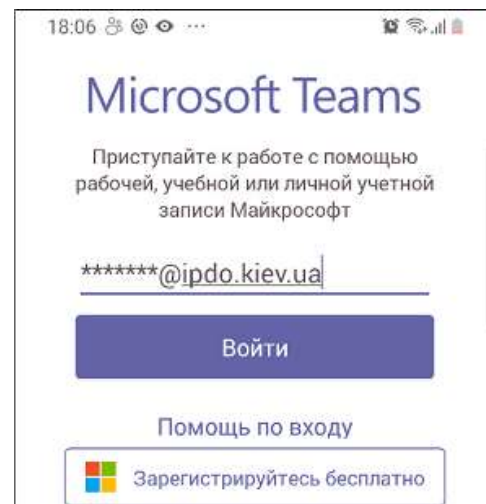 18:06
Microsoft Teams
Приступайте к работе с помощью
рабочей, учебной или личной учетной
записи Майкрософт
*******@ipdo.kiev.ua
Войти
Помощь по входу
Зарегистрируйтесь бесплатно